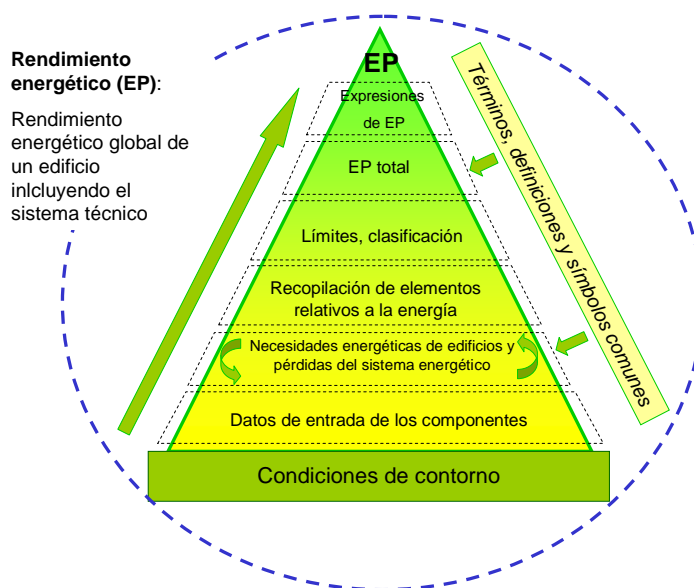 Rendimiento
energético (EP):
Rendimiento
energético global de
un edificio
inlcluyendo el
sistema técnico
EP
Expresiones
de EP
EP total
Límites, clasificación
Recopilación de elementos
relativos a la energía
Necesidades energéticas de edificios y
pérdidas del sistema energético
Datos de entrada de los componentes
Condiciones de contorno
Términos, definiciones y símbolos comunes